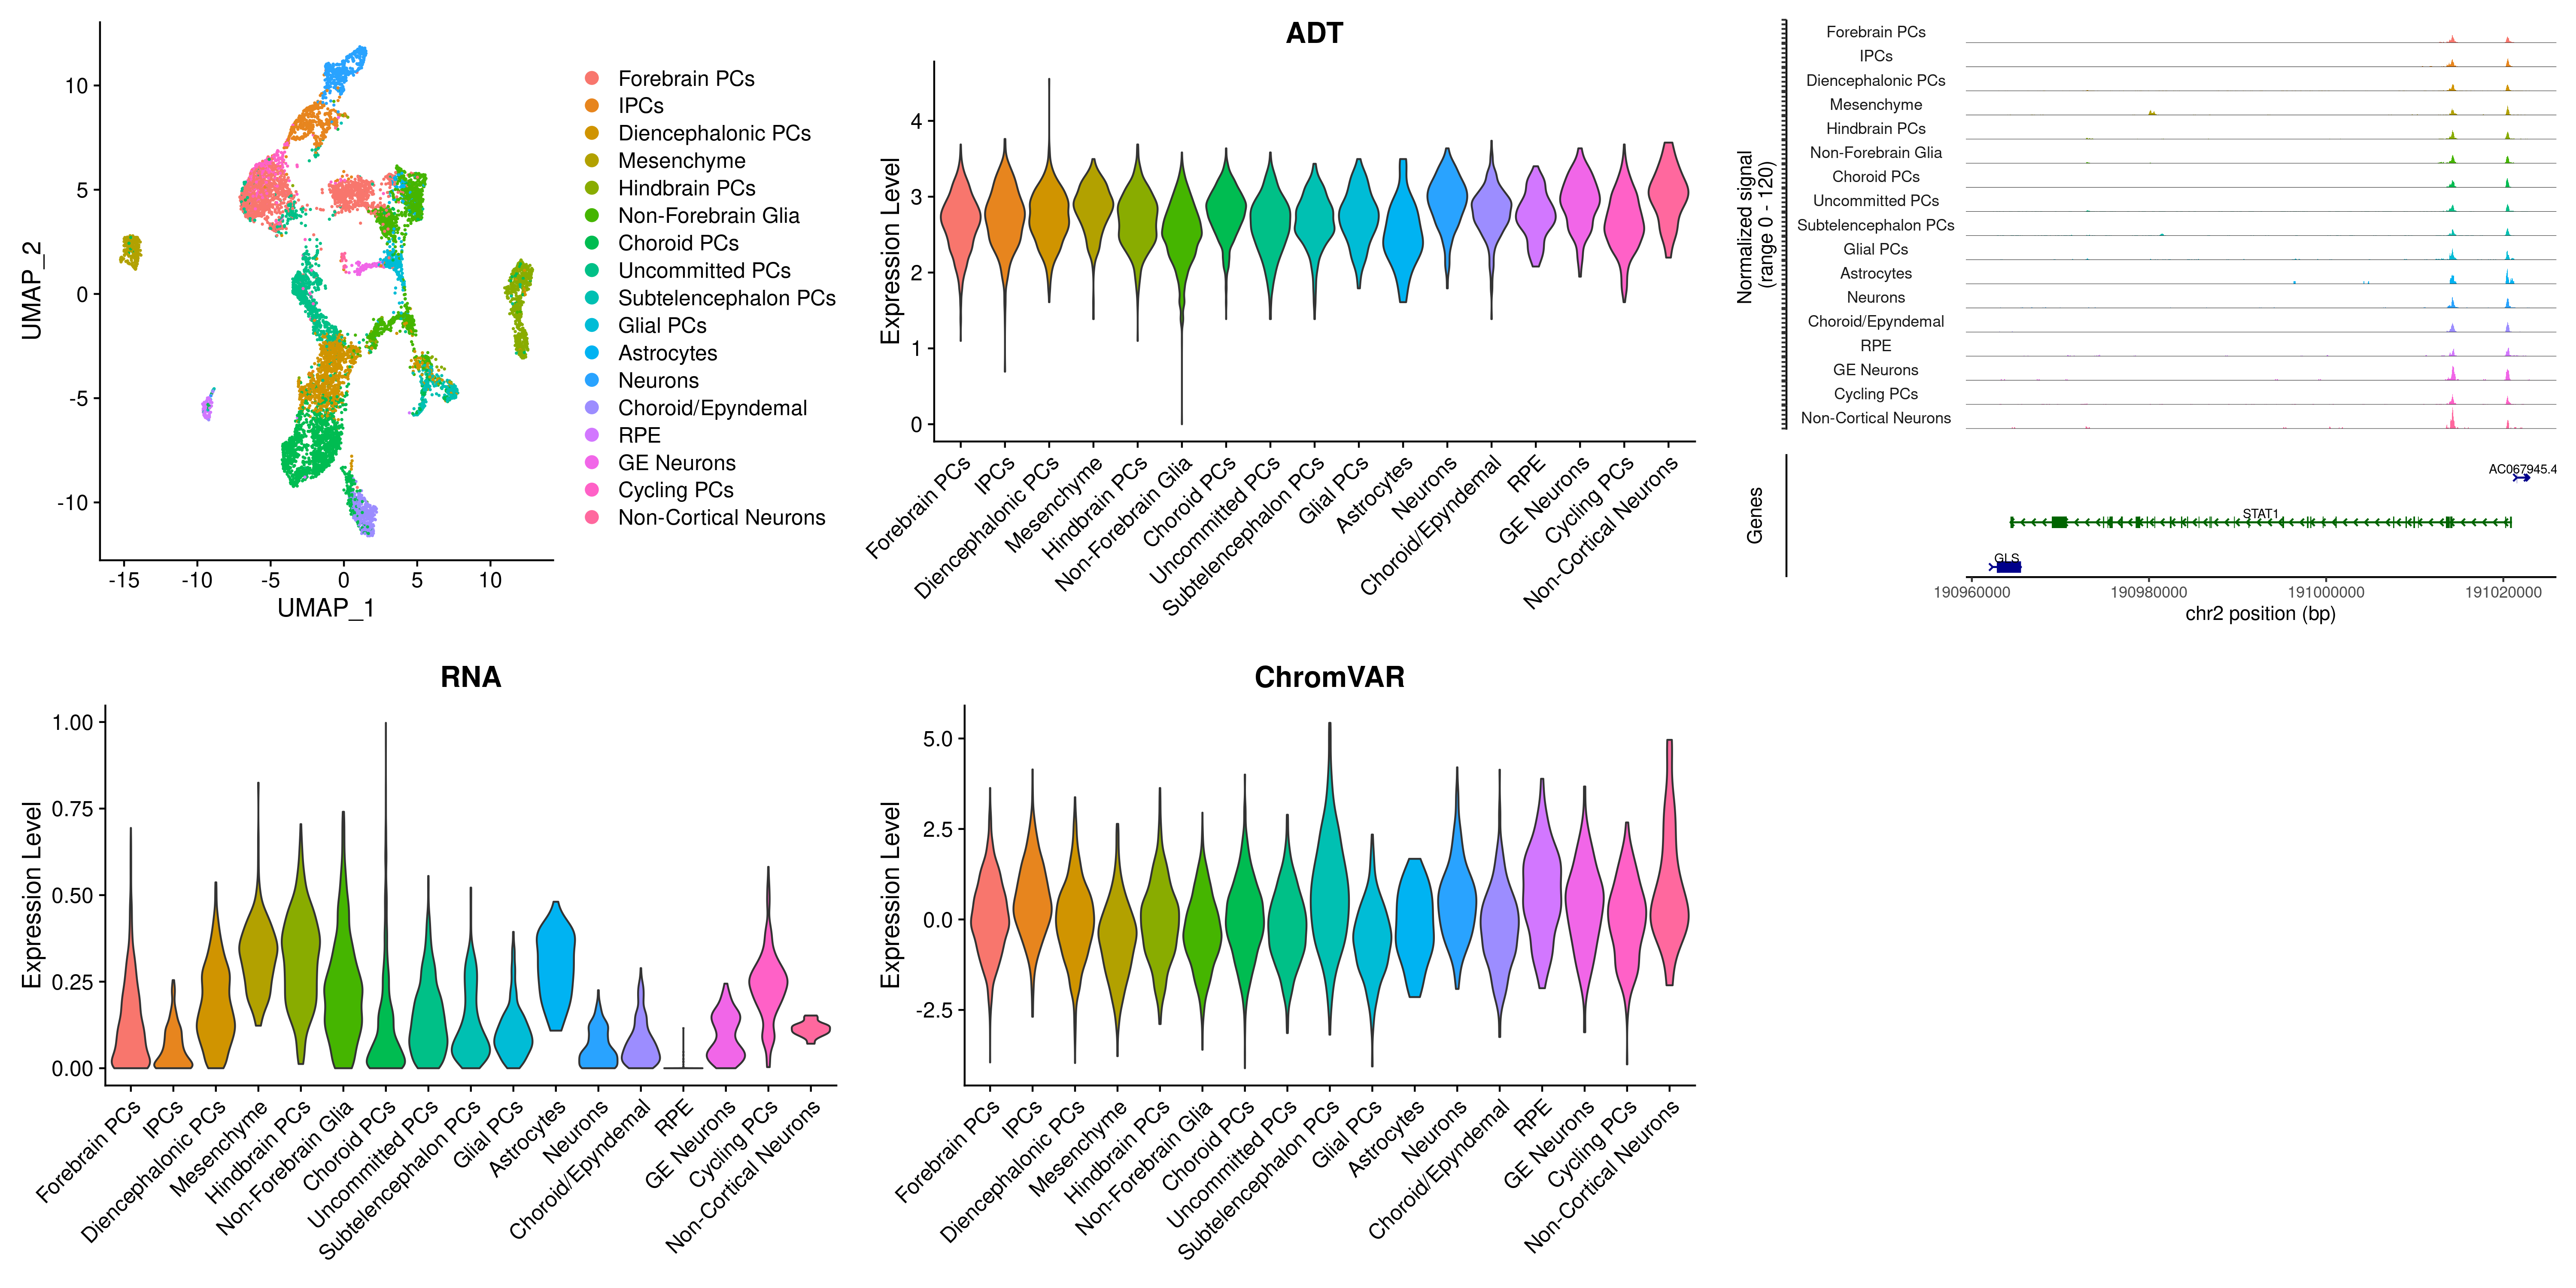 10
5
0
-5
-10
UMAP_2
-15 -10 -5 0 5 10
UMAP_1
Forebrain PCs
IPCs
Diencephalonic PCs
Mesenchyme
Hindbrain PCs
Non-Forebrain Glia
Choroid PCs
Uncommitted PCs
Subtelencephalon PCs
Glial PCs
Astrocytes
Neurons
Choroid/Epyndemal
RPE
GE Neurons
Cycling PCs
Non-Cortical Neurons
ADT
Expression Level
4
3
2
1
0
Forebrain PCs
IPCs
Diencephalonic PCs
Mesenchyme
Hindbrain PCs
Non-Forebrain Glia
Choroid PCs
Uncommitted PCs
Subtelencephalon PCs
Glial PCs
Astrocytes
Neurons
Choroid/Epyndemal
RPE
GE Neurons
Cycling PCs
Non-Cortical Neurons
Normalized signal
(range 0 - 120)
Forebrain PCs
IPCs
Diencephalonic PCs
Mesenchyme
Hindbrain PCs
Non-Forebrain Glia
Choroid PCs
Uncommitted PCs
Subtelencephalon PCs
Glial PCs
Astrocytes
Neurons
Choroid/Epyndemal
RPE
GE Neurons
Cycling PCs
Non-Cortical Neurons
Genes
AC067945.4
STAT1
GLS
190960000 190980000 191000000 191020000
chr2 position (bp)
RNA
Expression Level
1.00
0.75
0.50
0.25
0.00
Forebrain PCs
IPCs
Diencephalonic PCs
Mesenchyme
Hindbrain PCs
Non-Forebrain Glia
Choroid PCs
Uncommitted PCs
Subtelencephalon PCs
Glial PCs
Astrocytes
Neurons
Choroid/Epyndemal
RPE
GE Neurons
Cycling PCs
Non-Cortical Neurons
ChromVAR
Expression Level
5.0
2.5
0.0
-2.5
Forebrain PCs
IPCs
Diencephalonic PCs
Mesenchyme
Hindbrain PCs
Non-Forebrain Glia
Choroid PCs
Uncommitted PCs
Subtelencephalon PCs
Glial PCs
Astrocytes
Neurons
Choroid/Epyndemal
RPE
GE Neurons
Cycling PCs
Non-Cortical Neurons